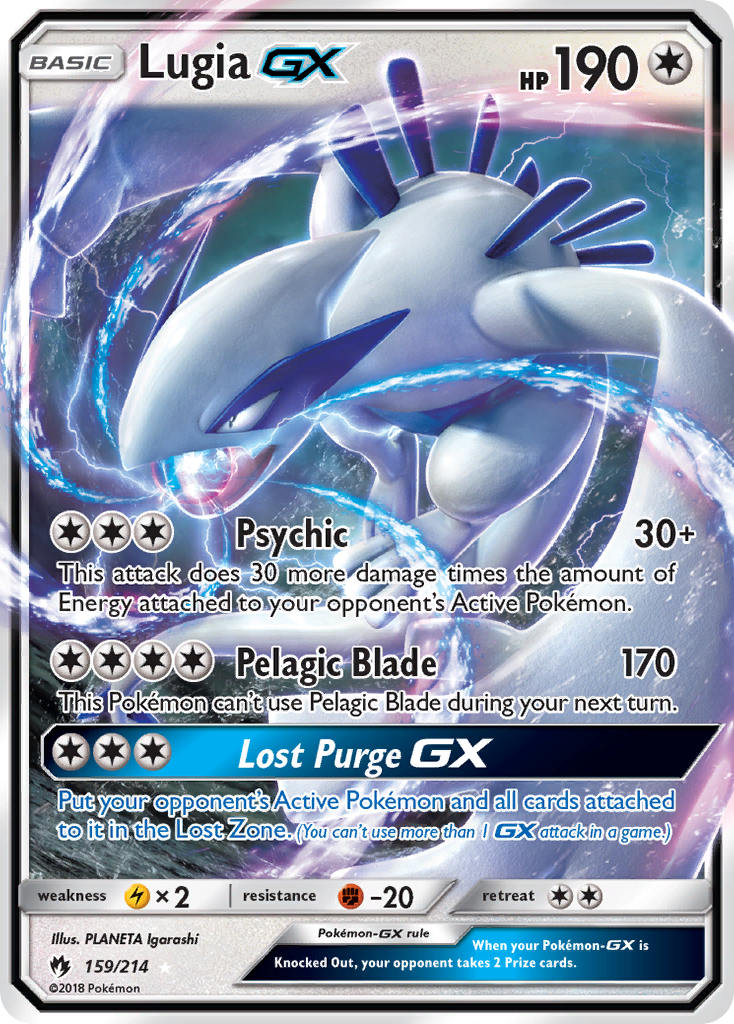 BASIC Lugia GX HP 190
Psychic 30+
This attack does 30 more damage times the amount of
Energy attached to your opponent's Active Pokémon.
Pelagic Blade 170
This Pokémon can't use Pelagic Blade during your next turn.
Lost Purge GX
Put your opponent's Active Pokémon and all cards attached
to it in the Lost Zone. (You can't use more than 1 GX attack in a game.)
weakness ×2 resistance -20 retreat
Illus. PLANETA Igarashi
159/214
©2018 Pokémon
Pokémon-GX rule
When your Pokémon-GX is
Knocked Out, your opponent takes 2 Prize cards.